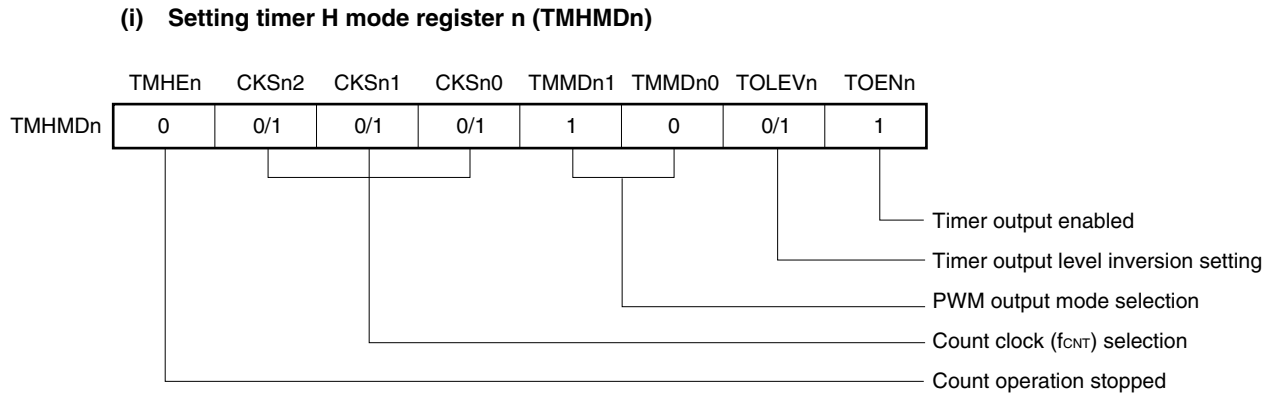 (i) Setting timer H mode register n (TMHMDn)
TMHEn CKSn2 CKSn1 CKSn0 TMMDn1 TMMDn0 TOLEVn TOENn
TMHMDn 0 0/1 0/1 0/1 1 0 0/1 1
Timer output enabled
Timer output level inversion setting
PWM output mode selection
Count clock (fCNT) selection
Count operation stopped